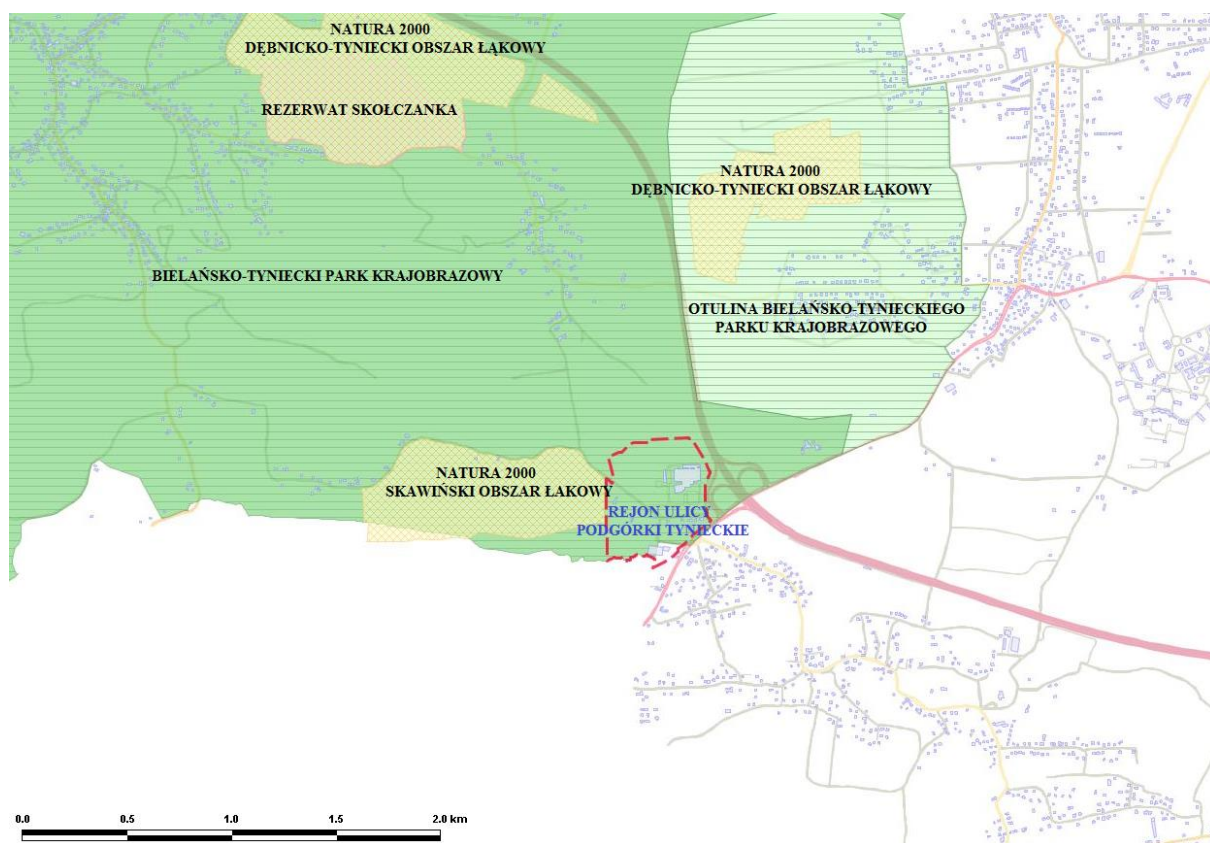 NATURA 2000
DĘBNICKO-TYNIECKI OBSZAR ŁĄKOWY
REZERWAT SKOŁCZANKA
NATURA 2000
DĘBNICKO-TYNIECKI OBSZAR ŁĄKOWY
BIELAŃSKO-TYNIECKI PARK KRAJOBRAZOWY
OTULINA BIELAŃSKO-TYNIECKIEGO
PARKU KRAJOBRAZOWEGO
NATURA 2000
SKAWIŃSKI OBSZAR ŁĄKOWY
REJON ULICY
PODGÓRKI TYNIECKIE
0.0 0.5 1.0 1.5 2.0 km